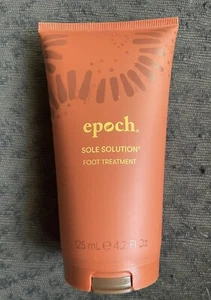 epoch.
SOLE SOLUTION®
FOOT TREATMENT
125 mL e 4.2 Fl. Oz.